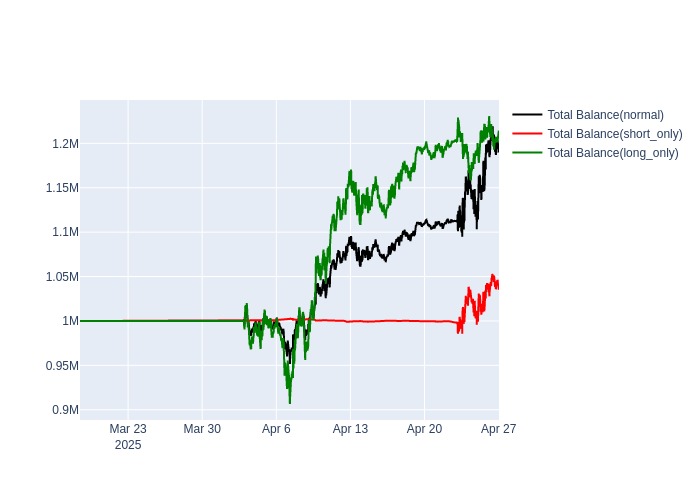 Total Balance(normal)
Total Balance(short_only)
Total Balance(long_only)
1.2M
1.15M
1.1M
1.05M
1M
0.95M
0.9M
Mar 23 Mar 30 Apr 6 Apr 13 Apr 20 Apr 27
2025